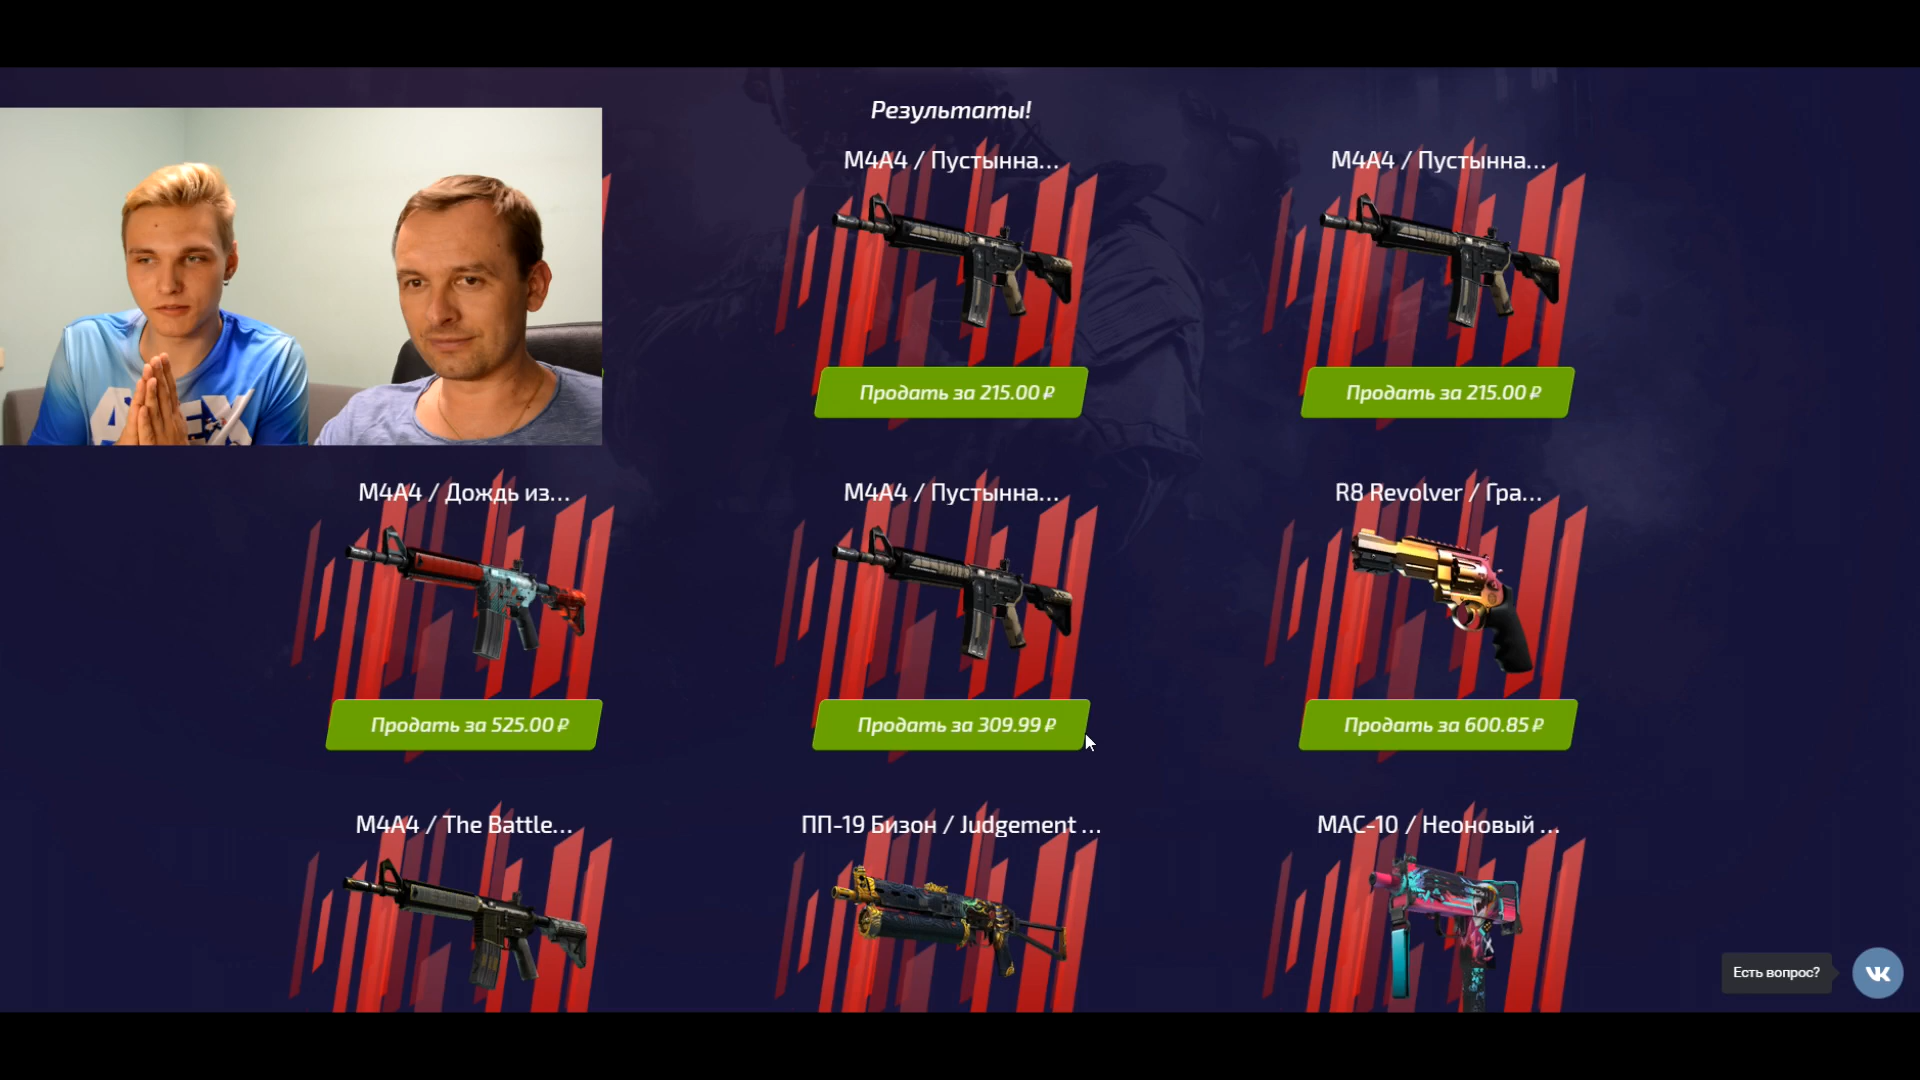 Результаты!
M4A4 / Пустынна...
M4A4 / Пустынна...
Продать за 215.00 ₽
Продать за 215.00 ₽
M4A4 / Дождь из...
M4A4 / Пустынна...
R8 Revolver / Гра...
Продать за 525.00 ₽
Продать за 309.99 ₽
Продать за 600.85 ₽
M4A4 / The Battle...
ПП-19 Бизон / Judgement ...
MAC-10 / Неоновый ...
Есть вопрос?